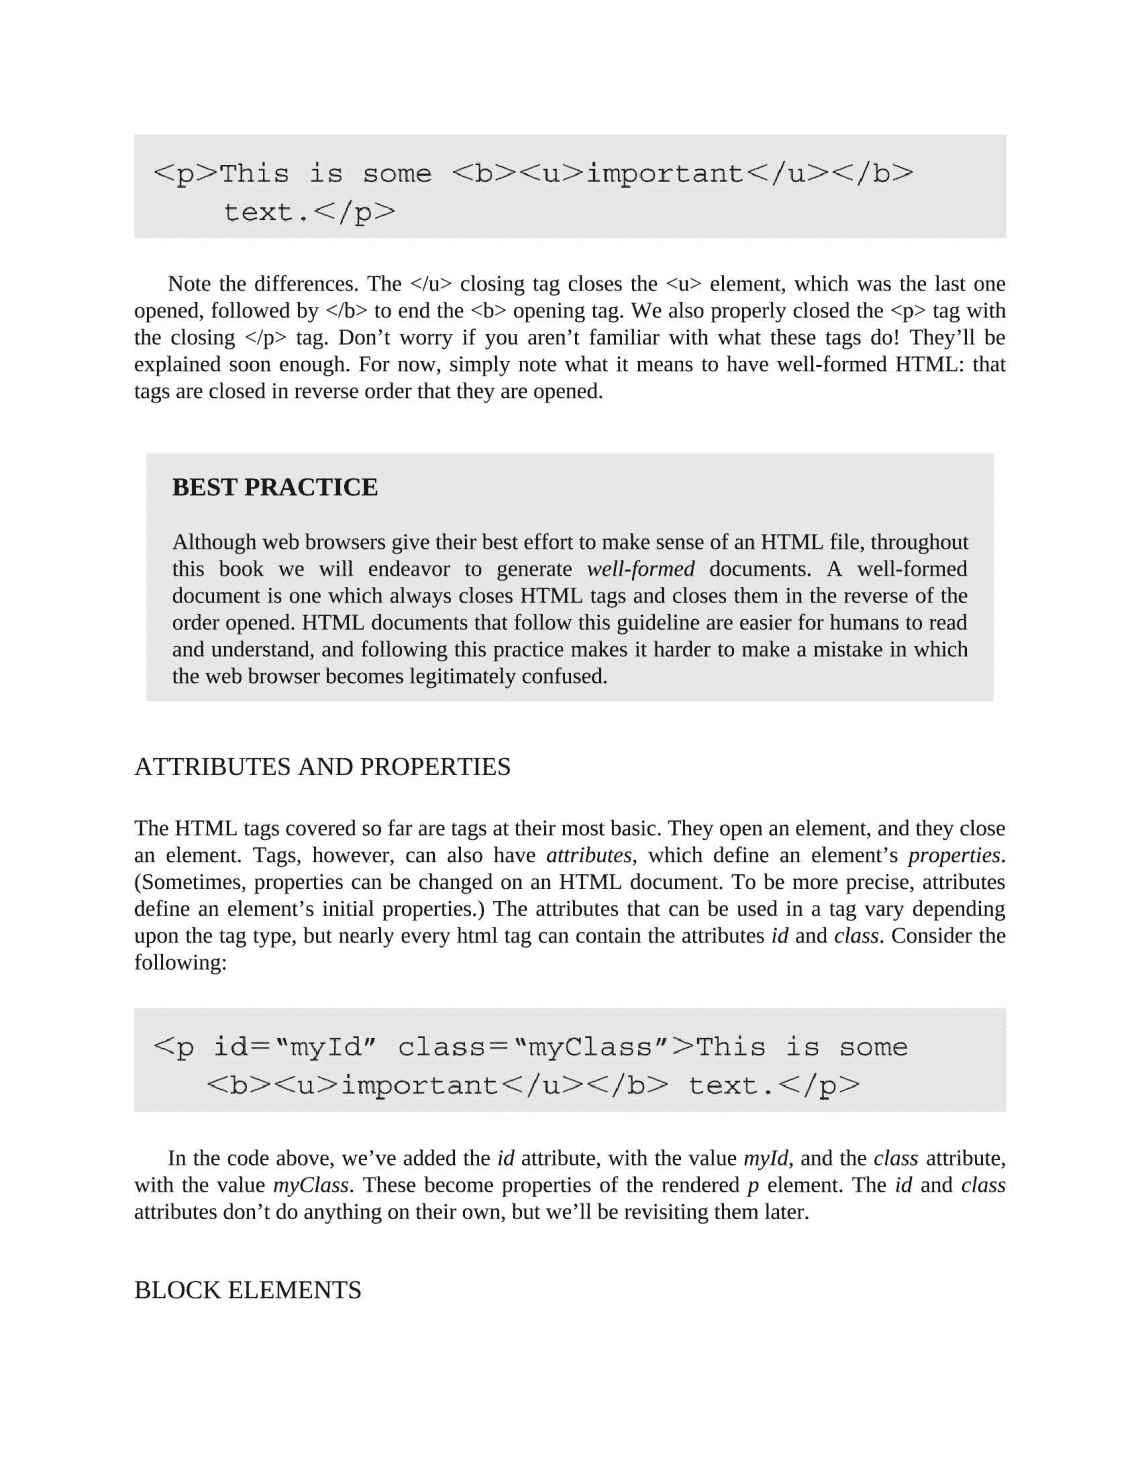 <p>This is some <b><u>important</u></b>
text.</p>
Note the differences. The </u> closing tag closes the <u> element, which was the last one
opened, followed by </b> to end the <b> opening tag. We also properly closed the <p> tag with
the closing </p> tag. Don’t worry if you aren’t familiar with what these tags do! They’ll be
explained soon enough. For now, simply note what it means to have well-formed HTML: that
tags are closed in reverse order that they are opened.
BEST PRACTICE
Although web browsers give their best effort to make sense of an HTML file, throughout
this book we will endeavor to generate well-formed documents. A well-formed
document is one which always closes HTML tags and closes them in the reverse of the
order opened. HTML documents that follow this guideline are easier for humans to read
and understand, and following this practice makes it harder to make a mistake in which
the web browser becomes legitimately confused.
ATTRIBUTES AND PROPERTIES
The HTML tags covered so far are tags at their most basic. They open an element, and they close
an element. Tags, however, can also have attributes, which define an element’s properties.
(Sometimes, properties can be changed on an HTML document. To be more precise, attributes
define an element’s initial properties.) The attributes that can be used in a tag vary depending
upon the tag type, but nearly every html tag can contain the attributes id and class. Consider the
following:
<p id=“myId” class=“myClass”>This is some
<b><u>important</u></b> text.</p>
In the code above, we’ve added the id attribute, with the value myId, and the class attribute,
with the value myClass. These become properties of the rendered p element. The id and class
attributes don’t do anything on their own, but we’ll be revisiting them later.
BLOCK ELEMENTS